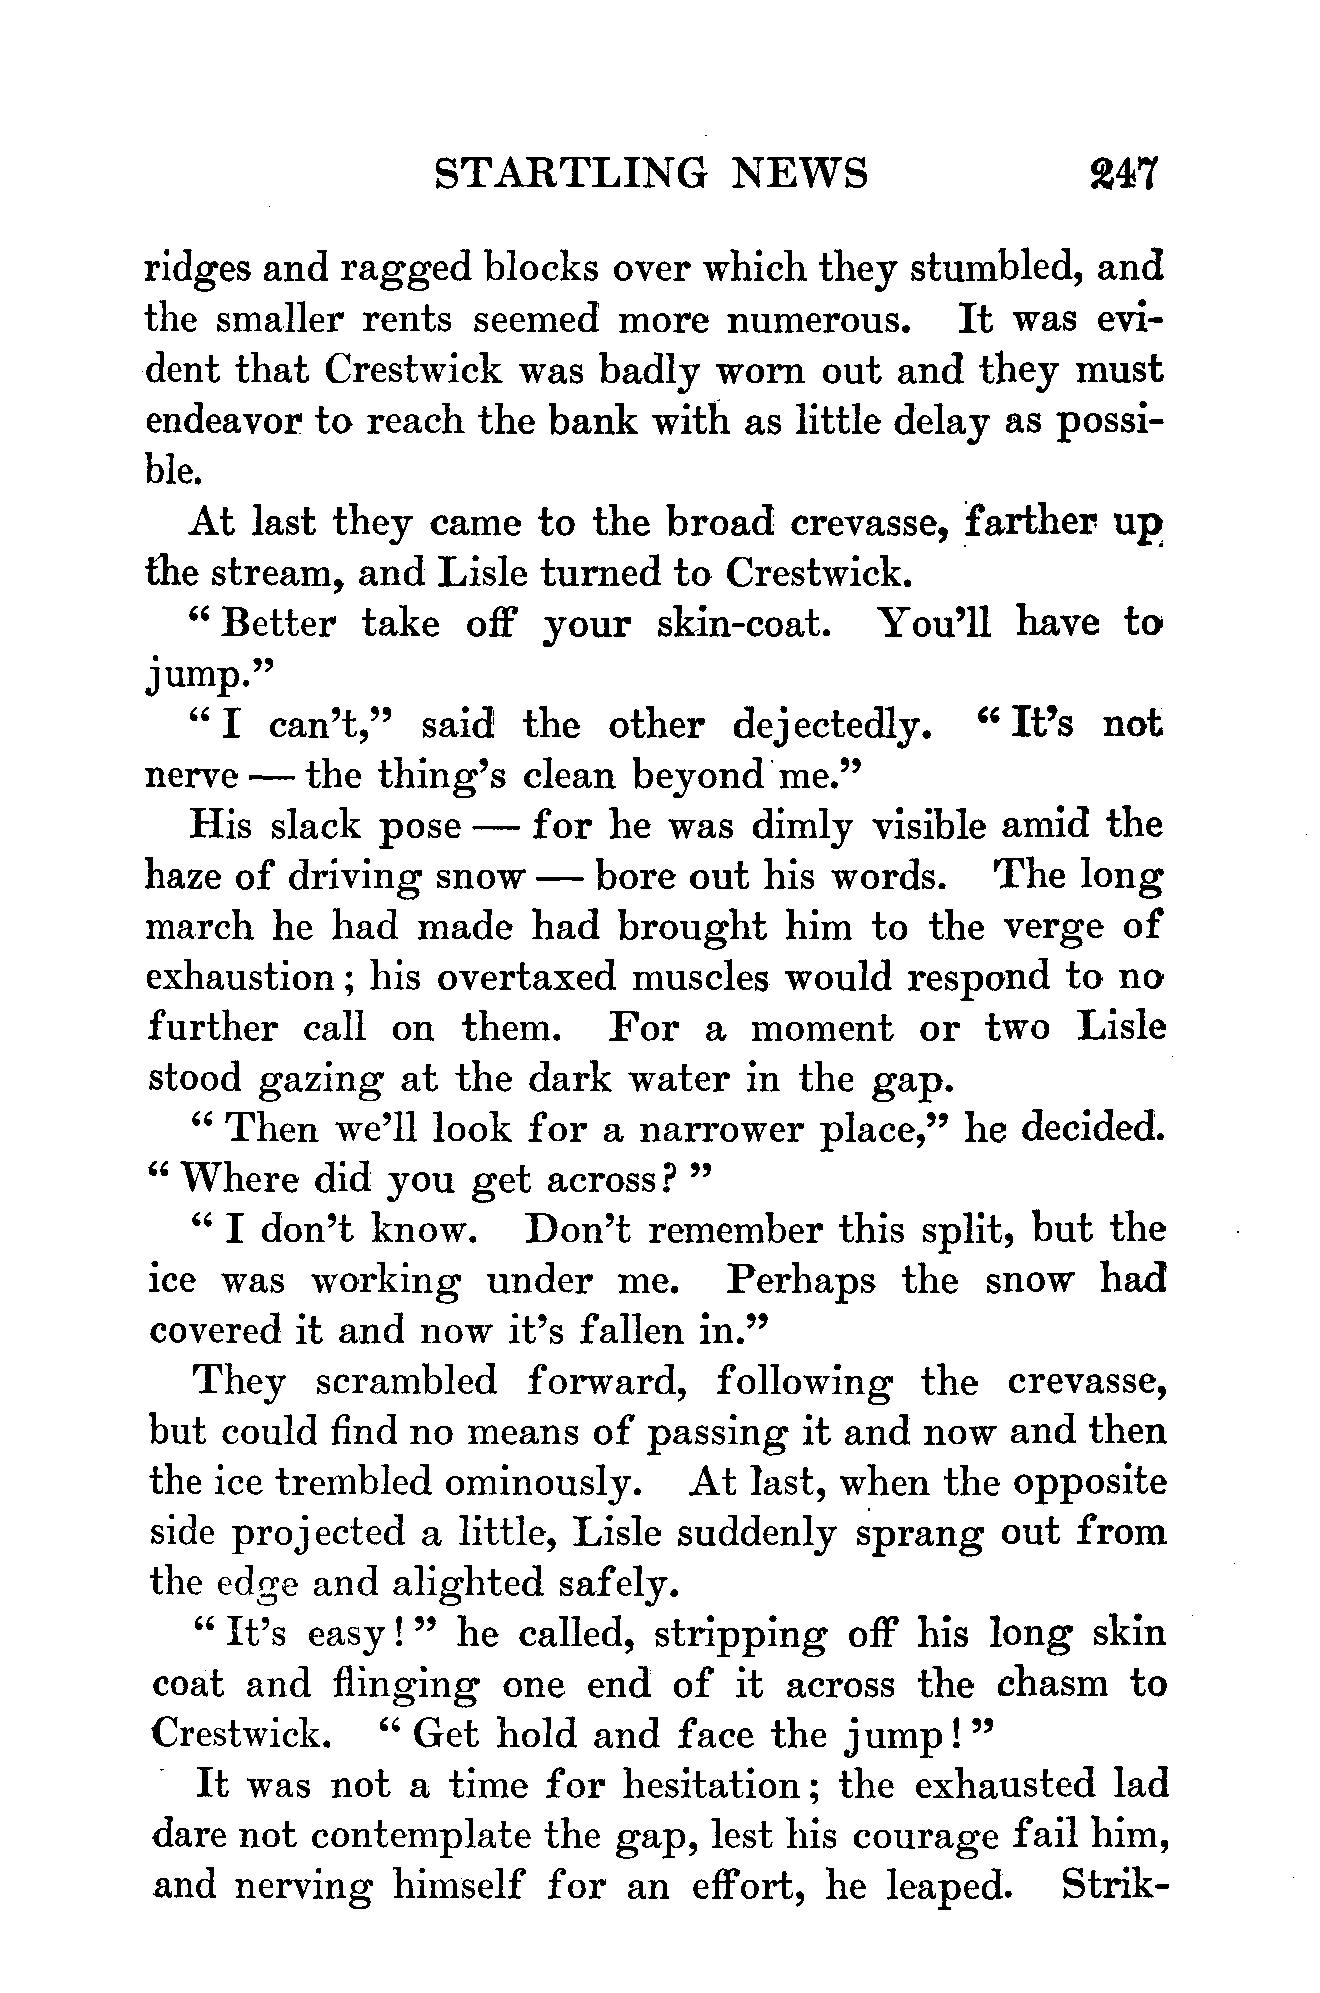 STARTLING NEWS 247
ridges and ragged blocks over which they stumbled, and
the smaller rents seemed more numerous. It was evi-
dent that Crestwick was badly worn out and they must
endeavor to reach the bank with as little delay as possi-
ble.
At last they came to the broad crevasse, farther up
the stream, and Lisle turned to Crestwick.
"Better take off your skin-coat. You'll have to
jump."
"I can't," said the other dejectedly. "It's not
nerve — the thing's clean beyond me."
His slack pose — for he was dimly visible amid the
haze of driving snow — bore out his words. The long
march he had made had brought him to the verge of
exhaustion; his overtaxed muscles would respond to no
further call on them. For a moment or two Lisle
stood gazing at the dark water in the gap.
"Then we'll look for a narrower place," he decided.
"Where did you get across?"
"I don't know. Don't remember this split, but the
ice was working under me. Perhaps the snow had
covered it and now it's fallen in."
They scrambled forward, following the crevasse,
but could find no means of passing it and now and then
the ice trembled ominously. At last, when the opposite
side projected a little, Lisle suddenly sprang out from
the edge and alighted safely.
"It's easy!" he called, stripping off his long skin
coat and flinging one end of it across the chasm to
Crestwick. "Get hold and face the jump!"
It was not a time for hesitation; the exhausted lad
dare not contemplate the gap, lest his courage fail him,
and nerving himself for an effort, he leaped. Strik-